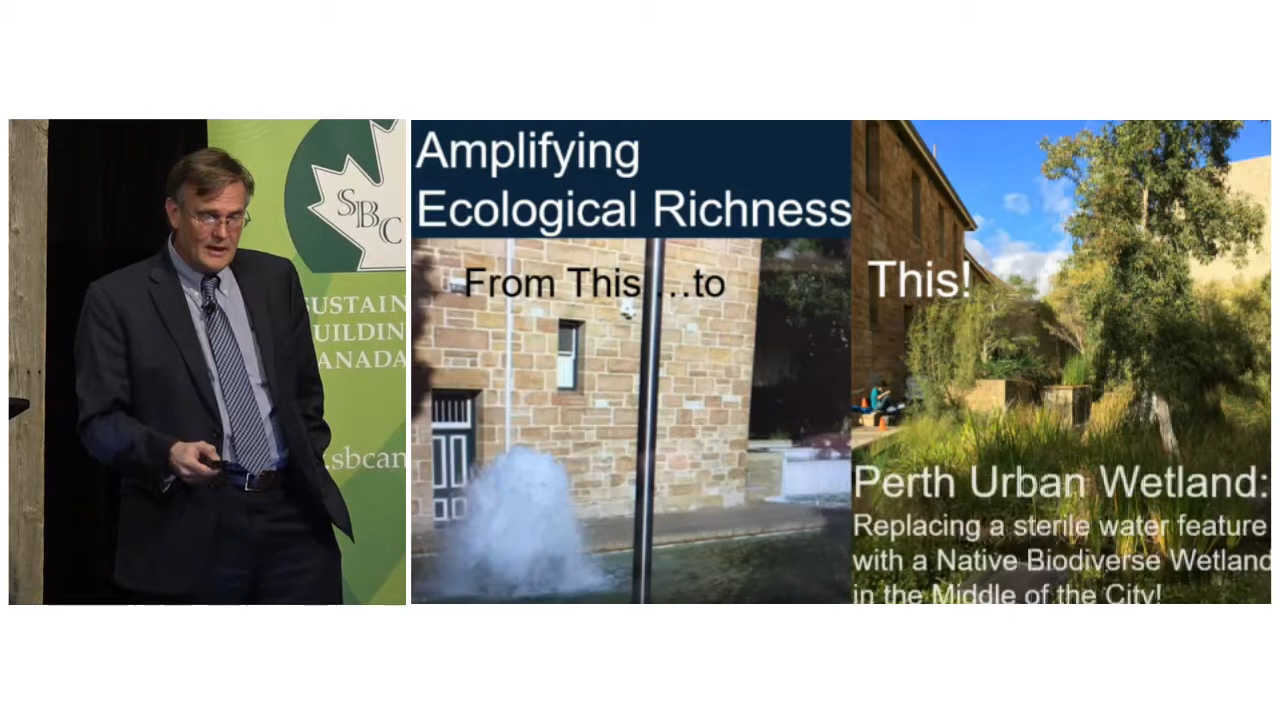 SBC
SUSTAIN
UILDIN
ANADA
.sbcan
Amplifying
Ecological Richness
From This …to
This!
Perth Urban Wetland:
Replacing a sterile water feature
with a Native Biodiverse Wetland
in the Middle of the City!